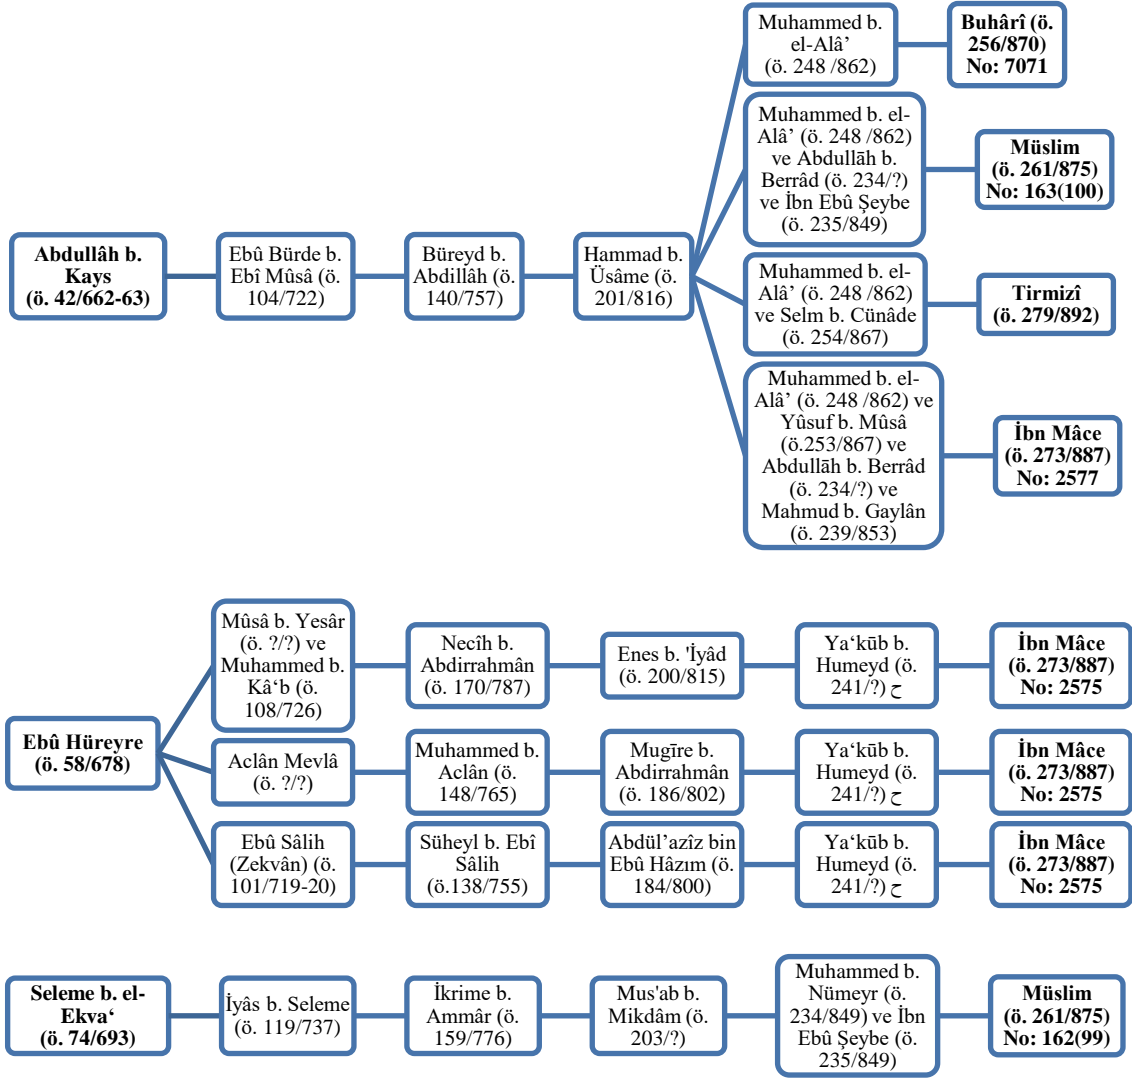 Abdullâh b.
Kays
(ö. 42/662-63)
Ebû Bürde b.
Ebî Mûsâ (ö.
104/722)
Büreyd b.
Abdillâh (ö.
140/757)
Hammad b.
Üsâme (ö.
201/816)
Muhammed b.
el-Alâ’
(ö. 248 /862)
Buhârî (ö.
256/870)
No: 7071
Muhammed b. el-
Alâ’ (ö. 248 /862)
ve Abdullāh b.
Berrâd (ö. 234/?)
ve İbn Ebû Şeybe
(ö. 235/849)
Müslim
(ö. 261/875)
No: 163(100)
Muhammed b. el-
Alâ’ (ö. 248 /862)
ve Selm b. Cünâde
(ö. 254/867)
Tirmizî
(ö. 279/892)
Muhammed b. el-
Alâ’ (ö. 248 /862) ve
Yûsuf b. Mûsâ
(ö.253/867) ve
Abdullāh b. Berrâd
(ö. 234/?) ve
Mahmud b. Gaylân
(ö. 239/853)
İbn Mâce
(ö. 273/887)
No: 2577
Ebû Hüreyre
(ö. 58/678)
Mûsâ b. Yesâr
(ö. ?/?) ve
Muhammed b.
Kâ‘b (ö.
108/726)
Necîh b.
Abdirrahmân
(ö. 170/787)
Enes b. 'İyâd
(ö. 200/815)
Ya‘kūb b.
Humeyd (ö.
241/?) ح
İbn Mâce
(ö. 273/887)
No: 2575
Aclân Mevlâ
(ö. ?/?)
Muhammed b.
Aclân (ö.
148/765)
Mugīre b.
Abdirrahmân
(ö. 186/802)
Ya‘kūb b.
Humeyd (ö.
241/?) ح
İbn Mâce
(ö. 273/887)
No: 2575
Ebû Sâlih
(Zekvân) (ö.
101/719-20)
Süheyl b. Ebî
Sâlih
(ö.138/755)
Abdül’azîz bin
Ebû Hâzım (ö.
184/800)
Ya‘kūb b.
Humeyd (ö.
241/?) ح
İbn Mâce
(ö. 273/887)
No: 2575
Seleme b. el-
Ekva‘
(ö. 74/693)
İyâs b. Seleme
(ö. 119/737)
İkrime b.
Ammâr (ö.
159/776)
Mus'ab b.
Mikdâm (ö.
203/?)
Muhammed b.
Nümeyr (ö.
234/849) ve İbn
Ebû Şeybe (ö.
235/849)
Müslim
(ö. 261/875)
No: 162(99)